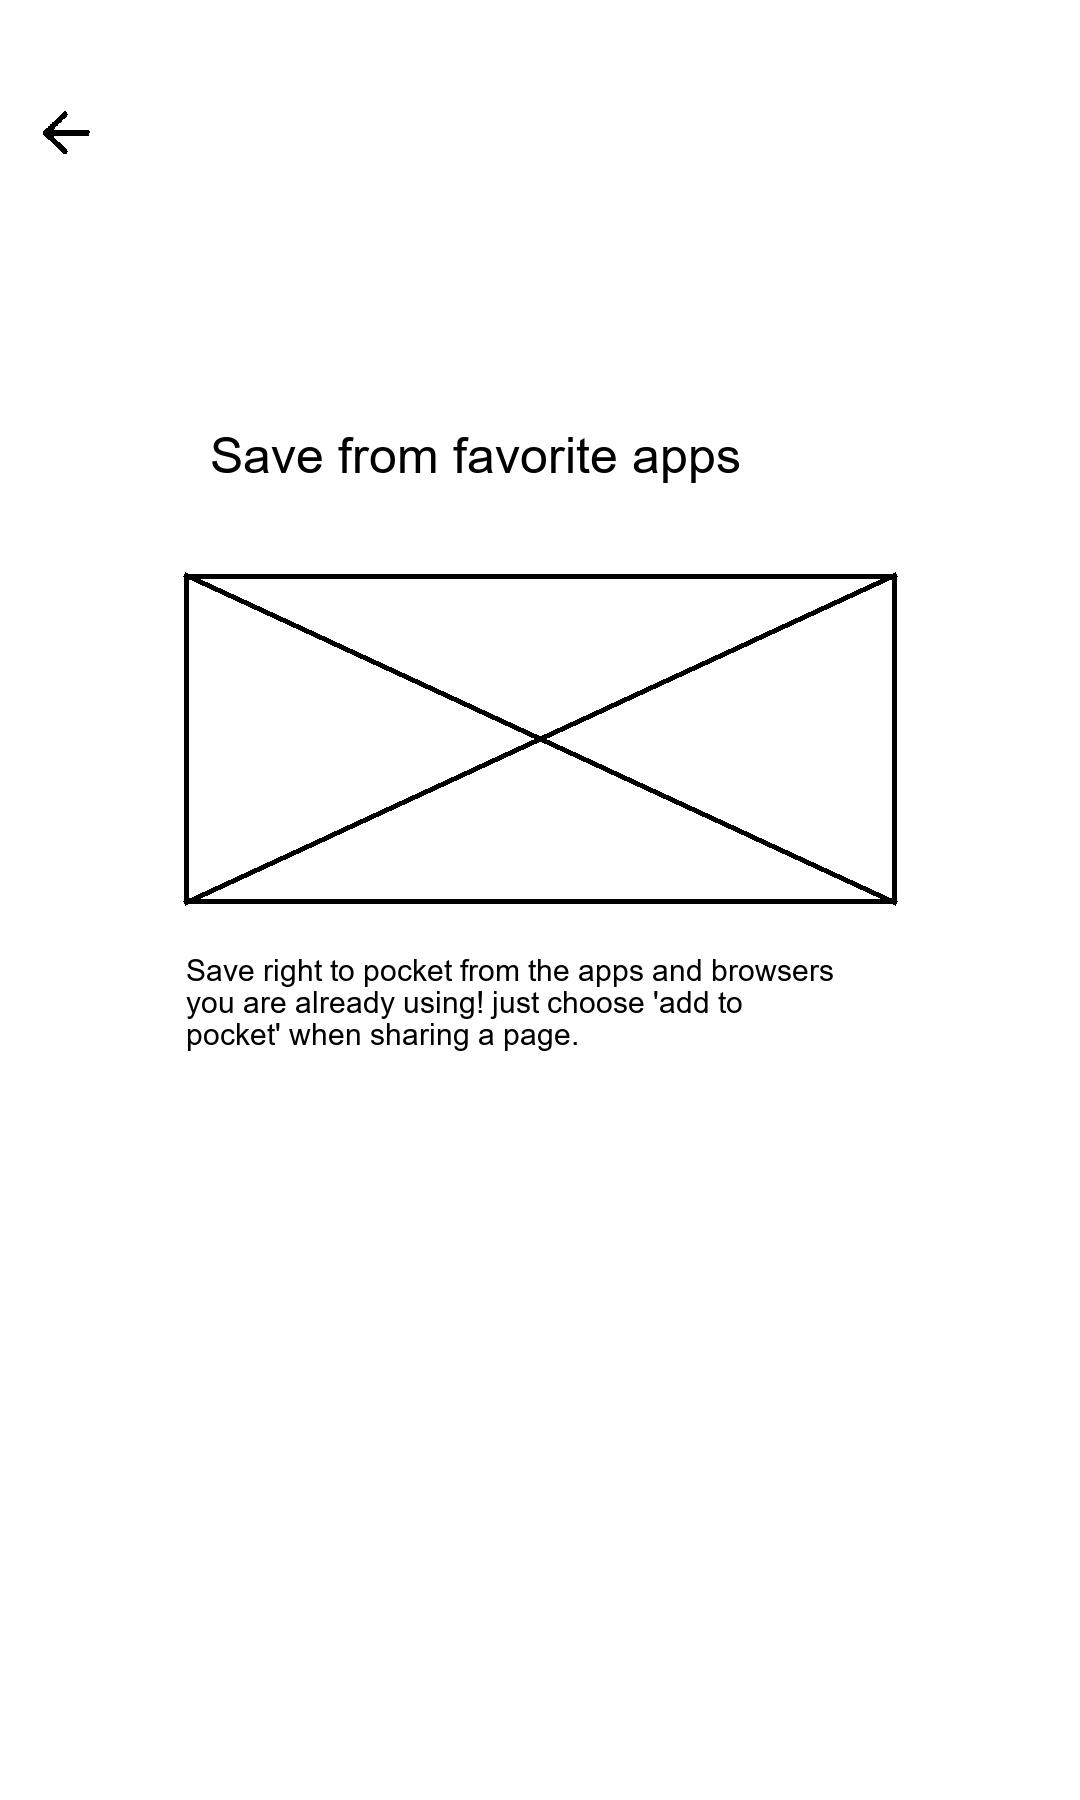 Save from favorite apps
Save right to pocket from the apps and browsers
you are already using! just choose 'add to
pocket' when sharing a page.